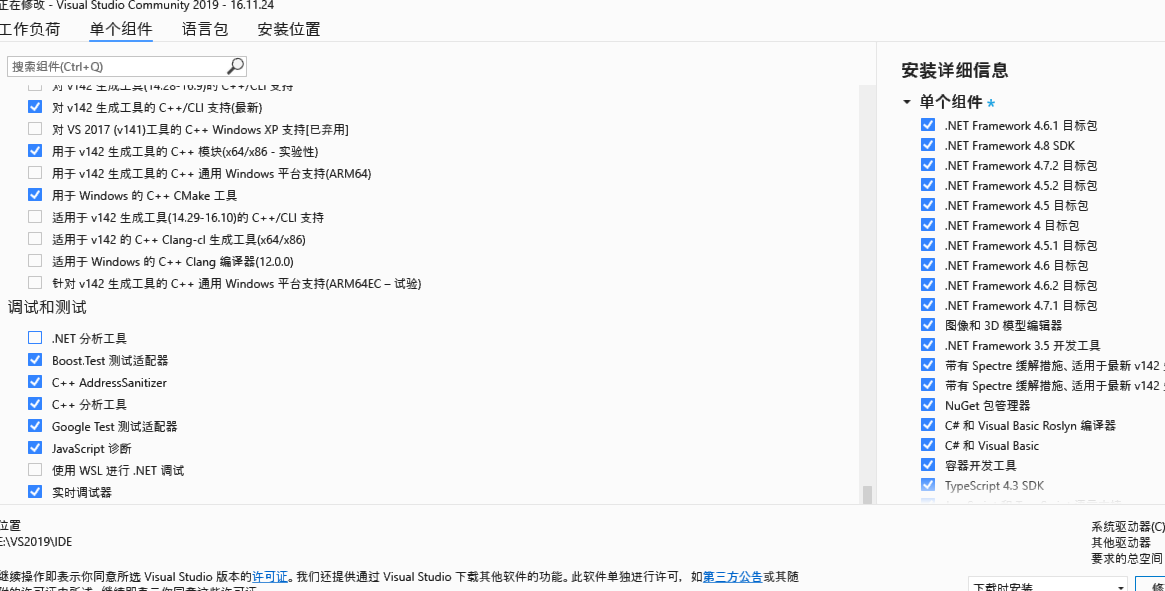 正在修改 - Visual Studio Community 2019 - 16.11.24
工作负荷 单个组件 语言包 安装位置
搜索组件(Ctrl+Q)
对 v142 生成工具(14.28-16.9)的 C++/CLI 支持
对 v142 生成工具的 C++/CLI 支持(最新)
对 VS 2017 (v141)工具的 C++ Windows XP 支持[已弃用]
用于 v142 生成工具的 C++ 模块(x64/x86 - 实验性)
用于 v142 生成工具的 C++ 通用 Windows 平台支持(ARM64)
用于 Windows 的 C++ CMake 工具
适用于 v142 生成工具(14.29-16.10)的 C++/CLI 支持
适用于 v142 的 C++ Clang-cl 生成工具(x64/x86)
适用于 Windows 的 C++ Clang 编译器(12.0.0)
针对 v142 生成工具的 C++ 通用 Windows 平台支持(ARM64EC – 试验)
调试和测试
.NET 分析工具
Boost.Test 测试适配器
C++ AddressSanitizer
C++ 分析工具
Google Test 测试适配器
JavaScript 诊断
使用 WSL 进行 .NET 调试
实时调试器
安装详细信息
单个组件 *
.NET Framework 4.6.1 目标包
.NET Framework 4.8 SDK
.NET Framework 4.7.2 目标包
.NET Framework 4.5.2 目标包
.NET Framework 4.5 目标包
.NET Framework 4 目标包
.NET Framework 4.5.1 目标包
.NET Framework 4.6 目标包
.NET Framework 4.6.2 目标包
.NET Framework 4.7.1 目标包
图像和 3D 模型编辑器
.NET Framework 3.5 开发工具
带有 Spectre 缓解措施、适用于最新 v142
带有 Spectre 缓解措施、适用于最新 v142
NuGet 包管理器
C# 和 Visual Basic Roslyn 编译器
C# 和 Visual Basic
容器开发工具
TypeScript 4.3 SDK
位置
E:\VS2019\IDE
系统驱动器(C)
其他驱动器
要求的总空间
继续操作即表示你同意所选 Visual Studio 版本的许可证。我们还提供通过 Visual Studio 下载其他软件的功能。此软件单独进行许可，如第三方公告或其随
附的许可证中所述。继续即表示你同意这些许可证。
下载时安装
修